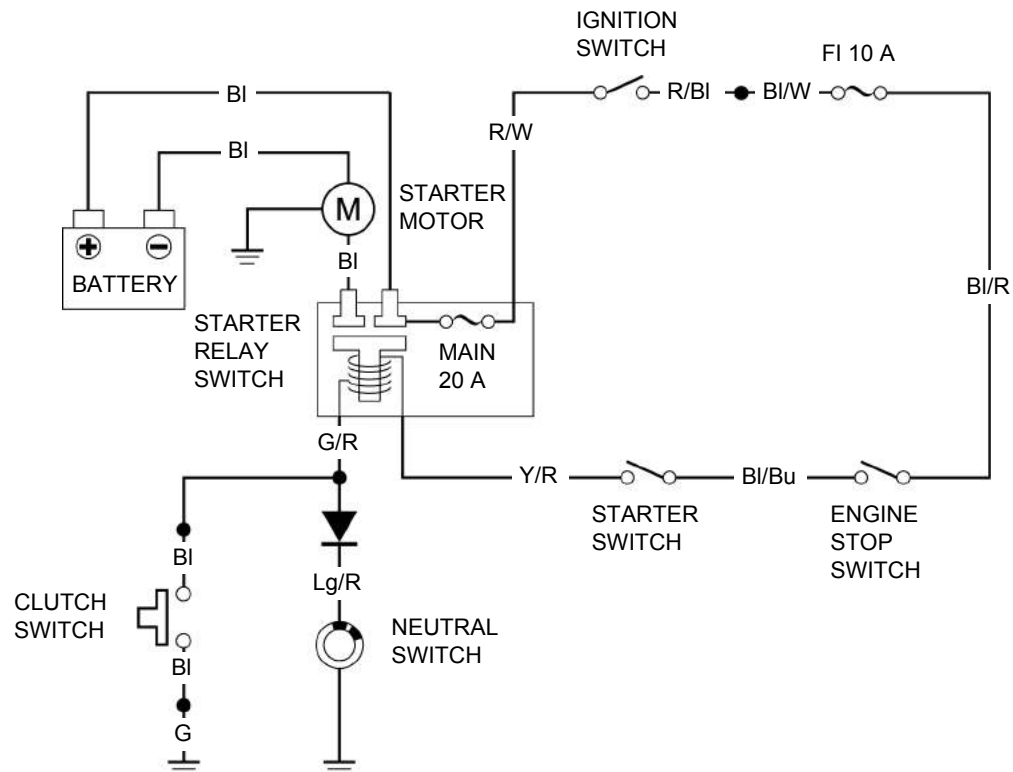 IGNITION
SWITCH
FI 10 A
Bl
R/Bl
Bl/W
R/W
Bl
STARTER
MOTOR
M
BATTERY
Bl
Bl/R
STARTER
RELAY
SWITCH
MAIN
20 A
G/R
Y/R
Bl/Bu
STARTER
SWITCH
ENGINE
STOP
SWITCH
Bl
Lg/R
CLUTCH
SWITCH
NEUTRAL
SWITCH
Bl
G